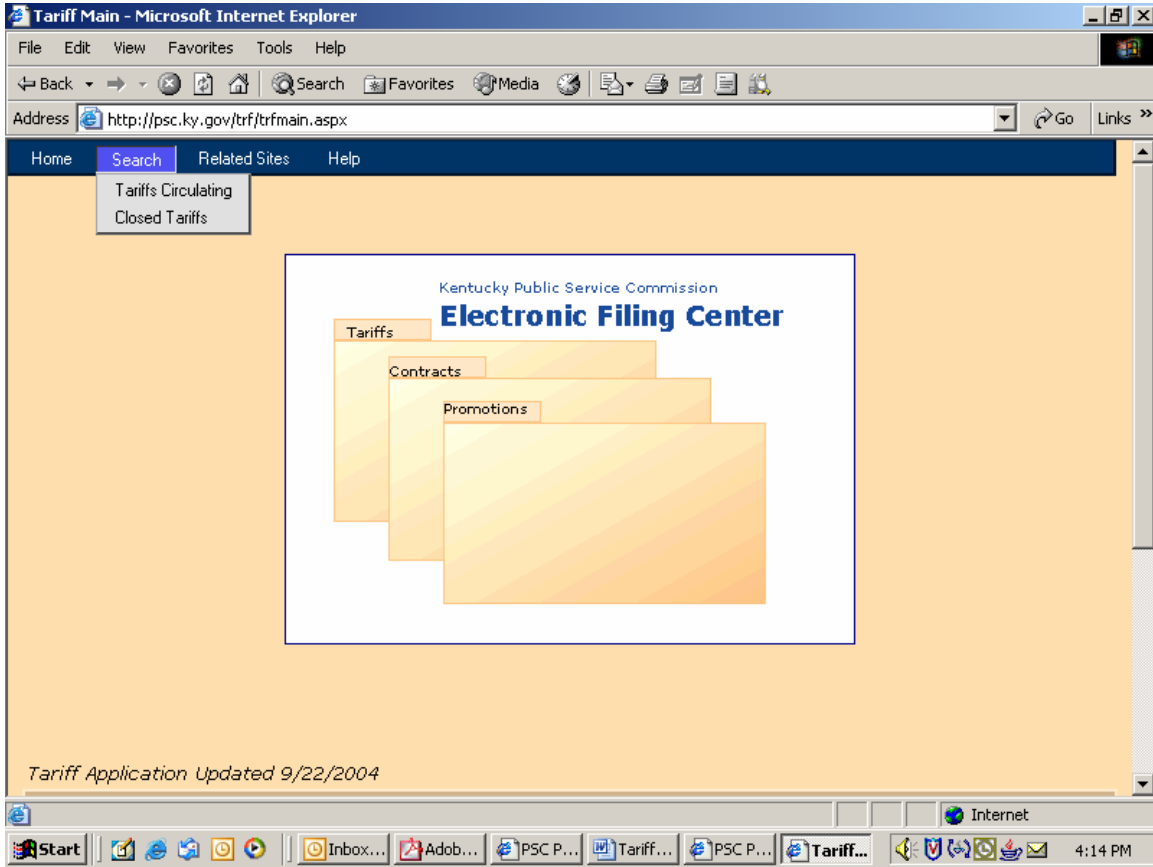 Tariff Main - Microsoft Internet Explorer
File Edit View Favorites Tools Help
Back Search Favorites Media
Address http://psc.ky.gov/trf/trfmain.aspx Go Links »
Home Search Related Sites Help
Tariffs Circulating
Closed Tariffs
Kentucky Public Service Commission
Electronic Filing Center
Tariffs
Contracts
Promotions
Tariff Application Updated 9/22/2004
Internet
Start Inbox... Adob... PSC P... Tariff... PSC P... Tariff... 4:14 PM